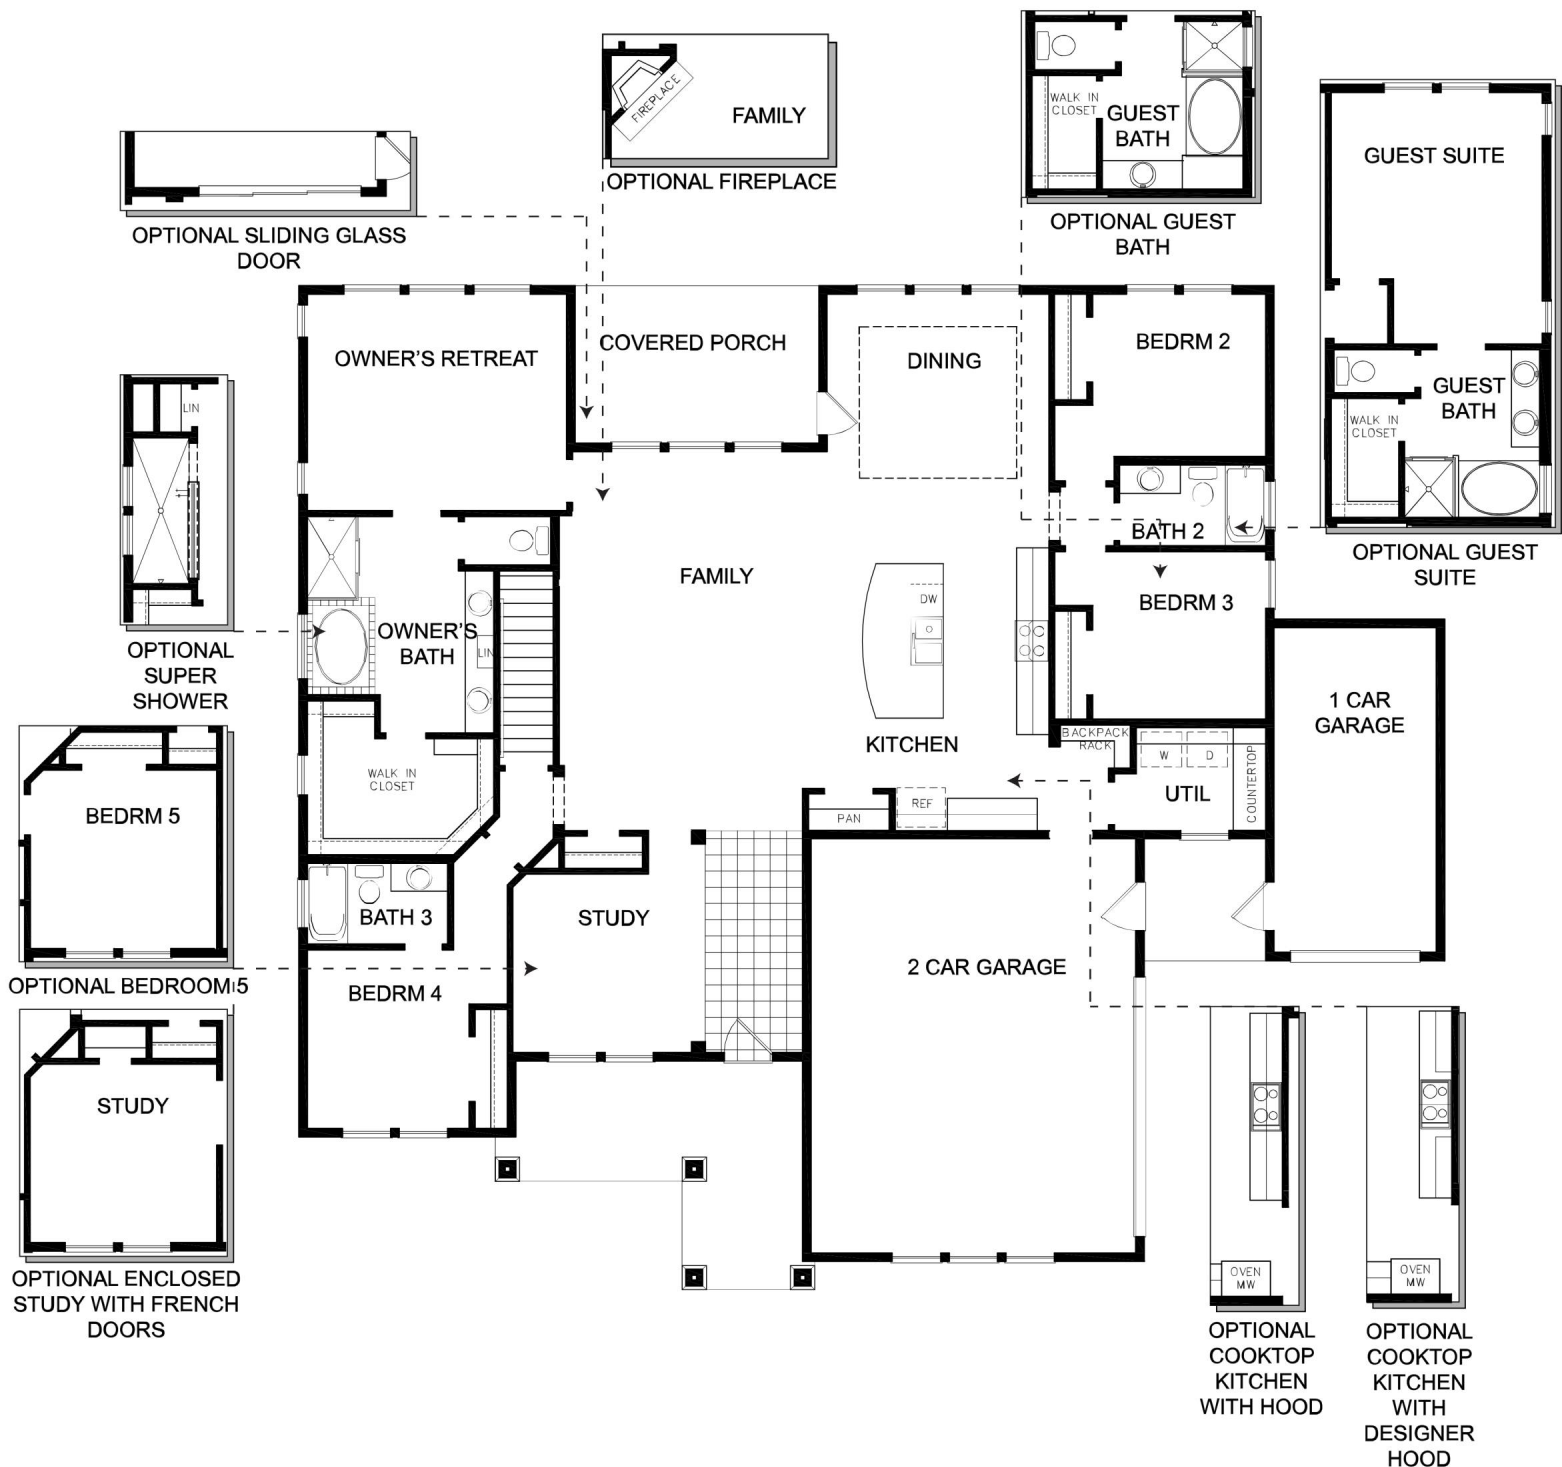 FIREPLACE
FAMILY
OPTIONAL FIREPLACE
WALK IN
CLOSET
GUEST
BATH
OPTIONAL GUEST
BATH
GUEST SUITE
GUEST
BATH
WALK IN
CLOSET
OPTIONAL GUEST
SUITE
OPTIONAL SLIDING GLASS
DOOR
OWNER'S RETREAT
COVERED PORCH
DINING
BEDRM 2
LIN
OPTIONAL
SUPER
SHOWER
BATH 2
FAMILY
DW
BEDRM 3
OWNER'S
BATH
LIN
1 CAR
GARAGE
KITCHEN
BACKPACK
RACK
W
D
COUNTERTOP
UTIL
WALK IN
CLOSET
PAN
REF
BEDRM 5
OPTIONAL BEDROOM 5
BATH 3
STUDY
BEDRM 4
2 CAR GARAGE
STUDY
OPTIONAL ENCLOSED
STUDY WITH FRENCH
DOORS
OVEN
MW
OPTIONAL
COOKTOP
KITCHEN
WITH HOOD
OVEN
MW
OPTIONAL
COOKTOP
KITCHEN
WITH
DESIGNER
HOOD